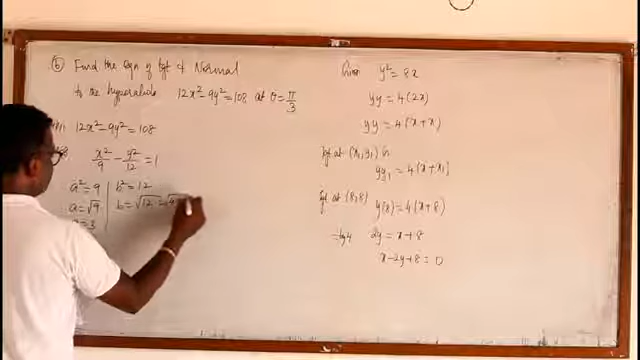 (b) Find the eqn of tgt & Normal
to the hyperabola 12x²-9y²=108 at θ=π/3
12x²-9y²=108
x²/9 - y²/12 = 1
a²=9 | b²=12
a=√9 | b=√12=√4
a=3
Given y²=8x
yy=4(2x)
yy=4(x+x)
Tgt at (x₁,y₁) is
yy₁=4(x+x₁)
Tgt at (8,8)
y(8)=4(x+8)
÷by4 2y=x+8
x-2y+8=0